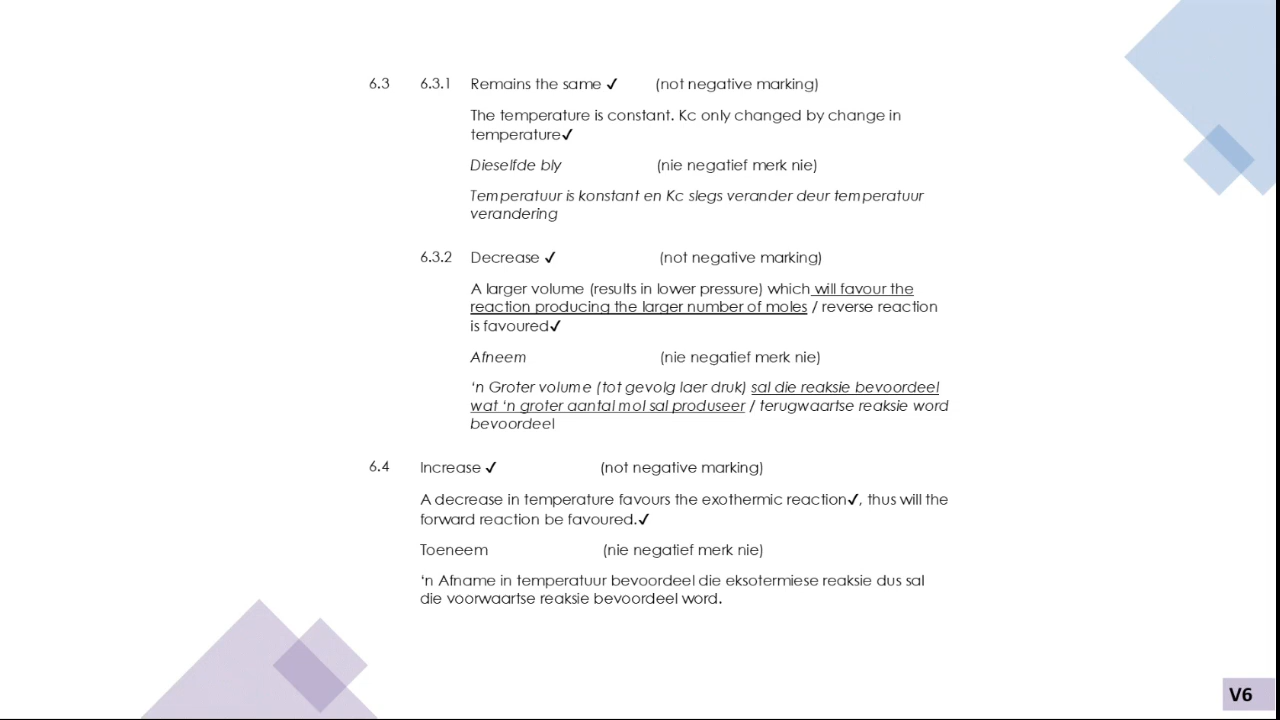 6.3 6.3.1 Remains the same ✓ (not negative marking)
The temperature is constant. Kc only changed by change in
temperature✓
Dieselfde bly (nie negatief merk nie)
Temperatuur is konstant en Kc slegs verander deur temperatuur
verandering
6.3.2 Decrease ✓ (not negative marking)
A larger volume (results in lower pressure) which will favour the
reaction producing the larger number of moles / reverse reaction
is favoured✓
Afneem (nie negatief merk nie)
‘n Groter volume (tot gevolg laer druk) sal die reaksie bevoordeel
wat ‘n groter aantal mol sal produseer / terugwaartse reaksie word
bevoordeel
6.4 Increase ✓ (not negative marking)
A decrease in temperature favours the exothermic reaction✓, thus will the
forward reaction be favoured.✓
Toeneem (nie negatief merk nie)
‘n Afname in temperatuur bevoordeel die eksotermiese reaksie dus sal
die voorwaartse reaksie bevoordeel word.
V6